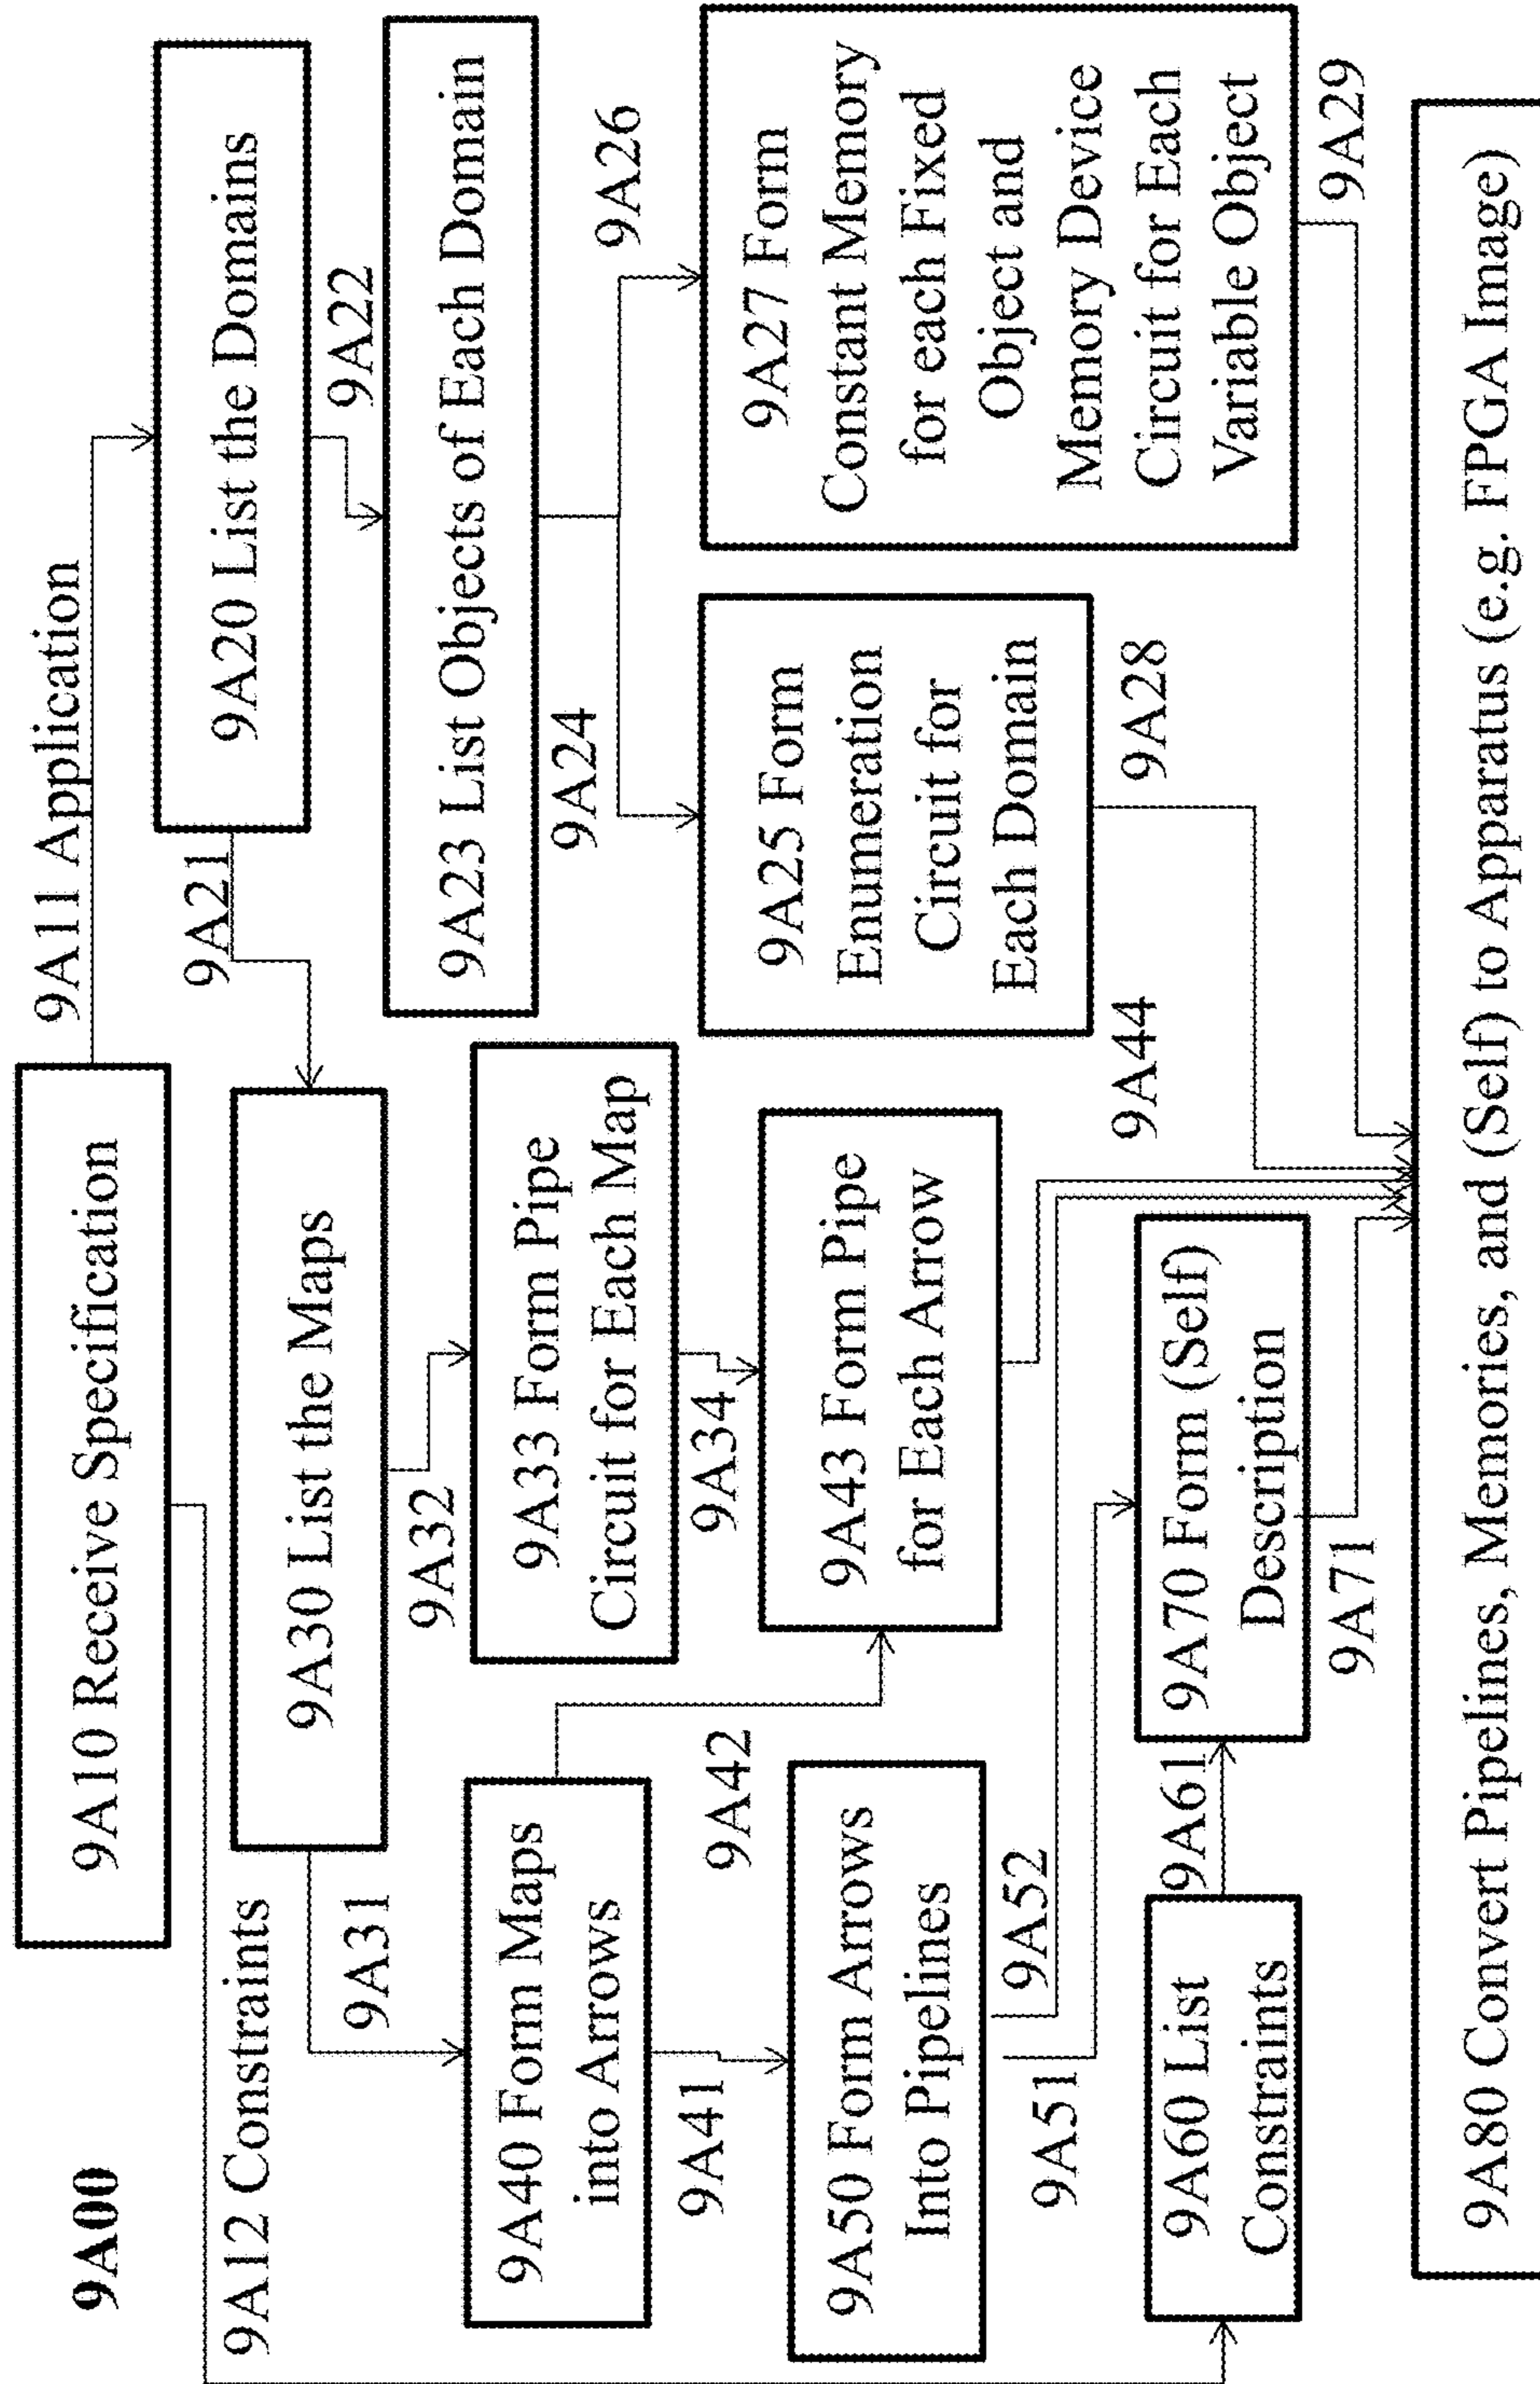 9A00
9A10 Receive Specification
9A11 Application
9A12 Constraints
9A20 List the Domains
9A21
9A22
9A30 List the Maps
9A31
9A32
9A23 List Objects of Each Domain
9A24
9A26
9A40 Form Maps
into Arrows
9A41
9A42
9A33 Form Pipe
Circuit for Each Map
9A34
9A25 Form
Enumeration
Circuit for
Each Domain
9A28
9A27 Form
Constant Memory
for each Fixed
Object and
Memory Device
Circuit for Each
Variable Object
9A29
9A50 Form Arrows
Into Pipelines
9A51
9A52
9A43 Form Pipe
for Each Arrow
9A44
9A60 List
Constraints
9A61
9A70 Form (Self)
Description
9A71
9A80 Convert Pipelines, Memories, and (Self) to Apparatus (e.g. FPGA Image)